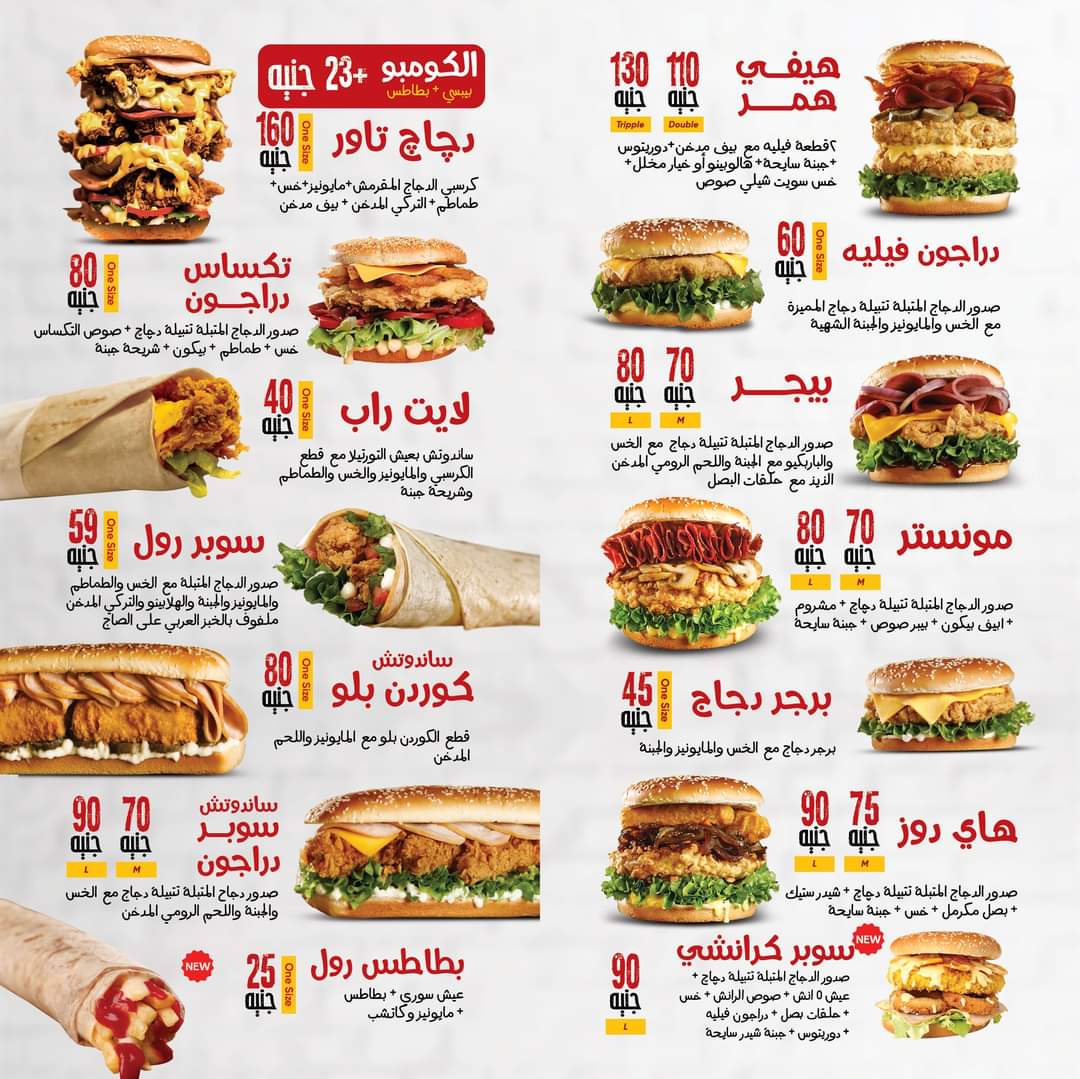 هيفي
همر
110
جنيه
Double
130
جنيه
Tripple
٢قطعة فيليه مع بيف مدخن+دوريتوس
+جبنة سايحة+ هالوبينو أو خيار مخلل+
خس سويت شيلي صوص
دراجون فيليه
One Size
60
جنيه
صدور الدجاج المتبلة تتبيلة دجاج المميزة
مع الخس والمايونيز والجبنة الشهية
بيجر
70
جنيه
M
80
جنيه
L
صدور الدجاج المتبلة تتبيلة دجاج مع الخس
والباربكيو مع الجبنة واللحم الرومي المدخن
الذيذ مع حلقات البصل
مونستر
70
جنيه
M
80
جنيه
L
صدور الدجاج المتبلة تتبيلة دجاج + مشروم
+ ابيف بيكون + بيبر صوص + جبنة سايحة
برجر دجاج
One Size
45
جنيه
برجر دجاج مع الخس والمايونيز والجبنة
هاي دوز
75
جنيه
M
90
جنيه
L
صدور الدجاج المتبلة تتبيلة دجاج + شيدر ستيك
+ بصل مكرمل + خس + جبنة سايحة
NEW
سوبر كرانشي
90
جنيه
L
صدور الدجاج المتبلة تتبيلة دجاج +
عيش ٥ انش + صوص الرانش + خس
+ حلقات بصل + دراجون فيليه
+ دوريتوس + جبنة شيدر سايحة
الكومبو +23 جنيه
بيبسي + بطاطس
دجاج تاور
One Size
160
جنيه
كرسبي الدجاج المقرمش+مايونيز+خس+
طماطم+ التركي المدخن + بيف مدخن
تكساس
دراجون
One Size
80
جنيه
صدور الدجاج المتبلة تتبيلة دجاج + صوص التكساس
خس + طماطم + بيكون + شريحة جبنة
لايت راب
One Size
40
جنيه
ساندوتش بعيش التورتيلا مع قطع
الكرسبي والمايونيز والخس والطماطم
وشريحة جبنة
سوبر رول
One Size
59
جنيه
صدور الدجاج المتبلة مع الخس والطماطم
والمايونيز والجبنة والهلابينو والتركي المدخن
ملفوف بالخبز العربي على الصاج
ساندوتش
كوردن بلو
One Size
80
جنيه
قطع الكوردن بلو مع المايونيز واللحم
المدخن
ساندوتش
سوبر
دراجون
70
جنيه
M
90
جنيه
L
صدور دجاج المتبلة تتبيلة دجاج مع الخس
والجبنة واللحم الرومي المدخن
NEW
بطاطس رول
One Size
25
جنيه
عيش سوري + بطاطس
+ مايونيز وكاتشب